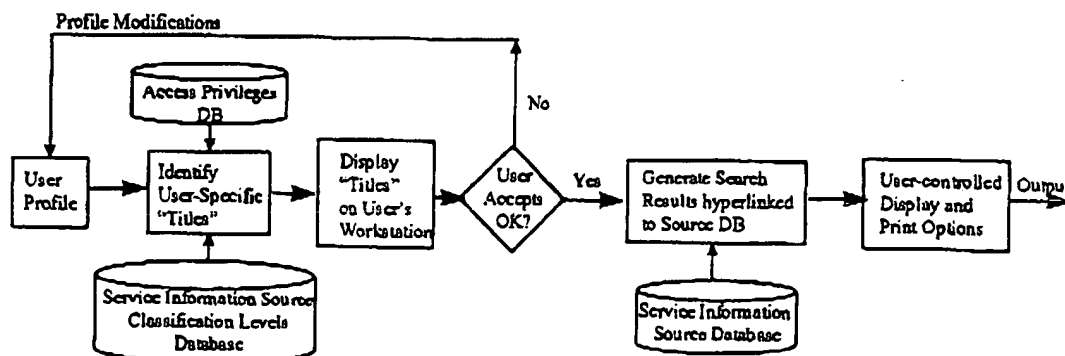 Profile Modifications
Access Privileges
DB
No
User
Profile
Identify
User-Specific
"Titles"
Display
"Titles"
on User's
Workstation
User
Accepts
OK?
Yes
Generate Search
Results hyperlinked
to Source DB
User-controlled
Display and
Print Options
Output
Service Information Source
Classification Levels
Database
Service Information
Source Database